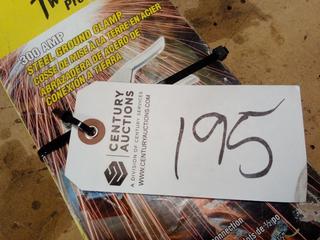 300 AMP
STEEL GROUND CLAMP
COSSE DE MISE À LA TERRE EN ACIER
ABRAZADERA DE ACERO DE
CONEXIÓN A TIERRA
CENTURY
AUCTIONS
A DIVISION OF CENTURY SERVICES
WWW.CENTURYAUCTIONS.COM
195